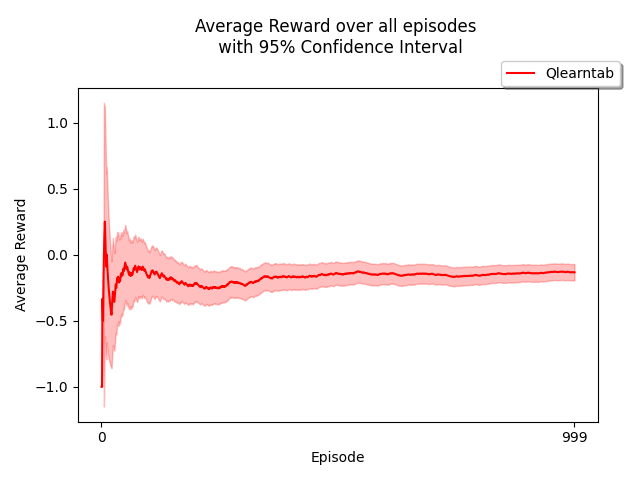 Average Reward over all episodes
with 95% Confidence Interval
Qlearntab
1.0
0.5
0.0
−0.5
−1.0
Average Reward
0
999
Episode